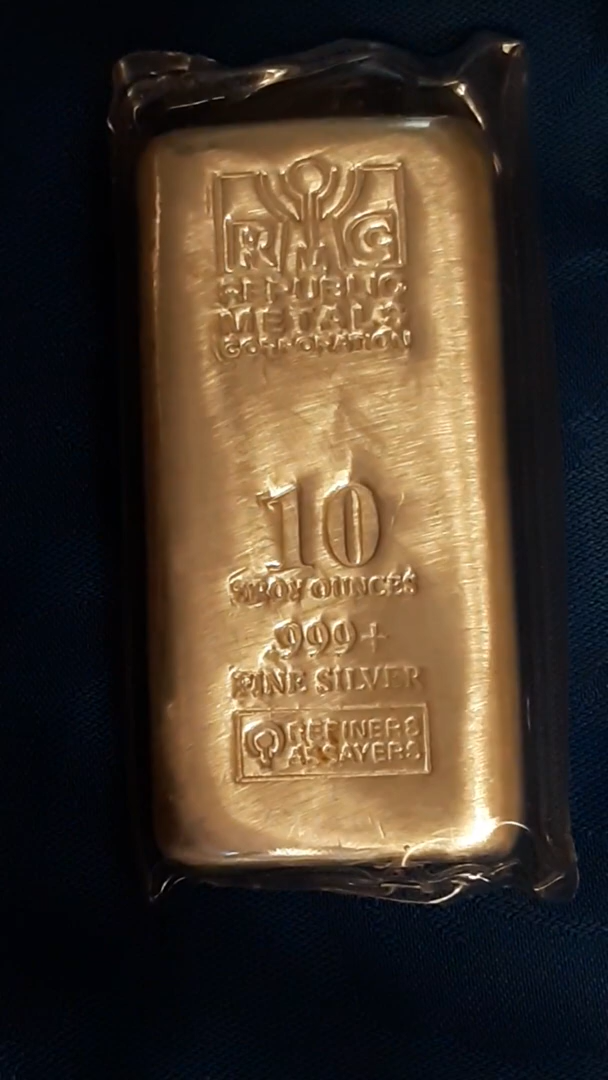 RMC
REPUBLIC
METALS
CORPORATION
10
TROY OUNCES
.999+
FINE SILVER
REFINERS
ASSAYERS